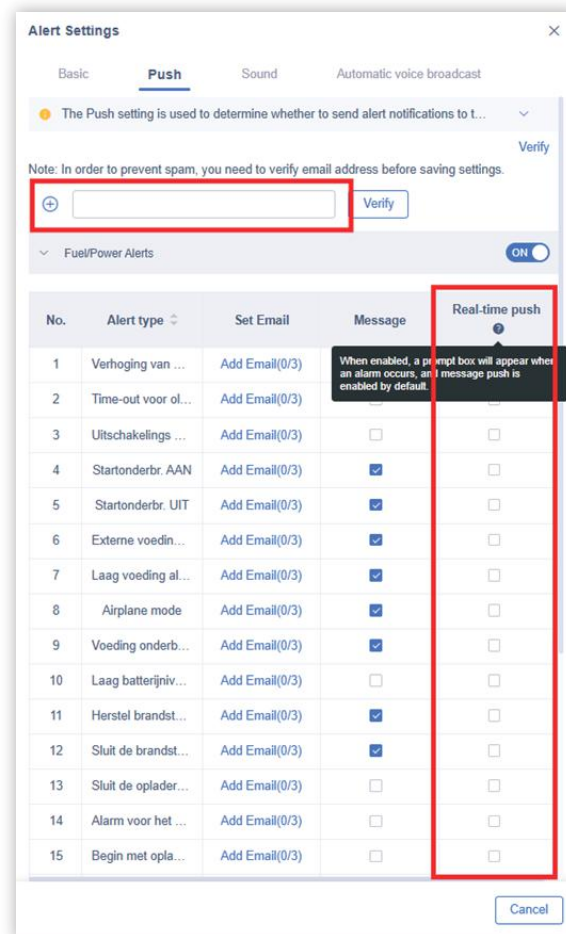 Alert Settings
Basic Push Sound Automatic voice broadcast
The Push setting is used to determine whether to send alert notifications to t...
Verify
Note: In order to prevent spam, you need to verify email address before saving settings.
Verify
Fuel/Power Alerts ON
No. Alert type Set Email Message Real-time push
When enabled, a prompt box will appear when
an alarm occurs, and message push is
enabled by default.
1 Verhoging van ... Add Email(0/3)
2 Time-out voor ol... Add Email(0/3)
3 Uitschakelings ... Add Email(0/3)
4 Startonderbr. AAN Add Email(0/3)
5 Startonderbr. UIT Add Email(0/3)
6 Externe voedin... Add Email(0/3)
7 Laag voeding al... Add Email(0/3)
8 Airplane mode Add Email(0/3)
9 Voeding onderb... Add Email(0/3)
10 Laag batterijniv... Add Email(0/3)
11 Herstel brandst... Add Email(0/3)
12 Sluit de brandst... Add Email(0/3)
13 Sluit de oplader... Add Email(0/3)
14 Alarm voor het ... Add Email(0/3)
15 Begin met opla... Add Email(0/3)
Cancel